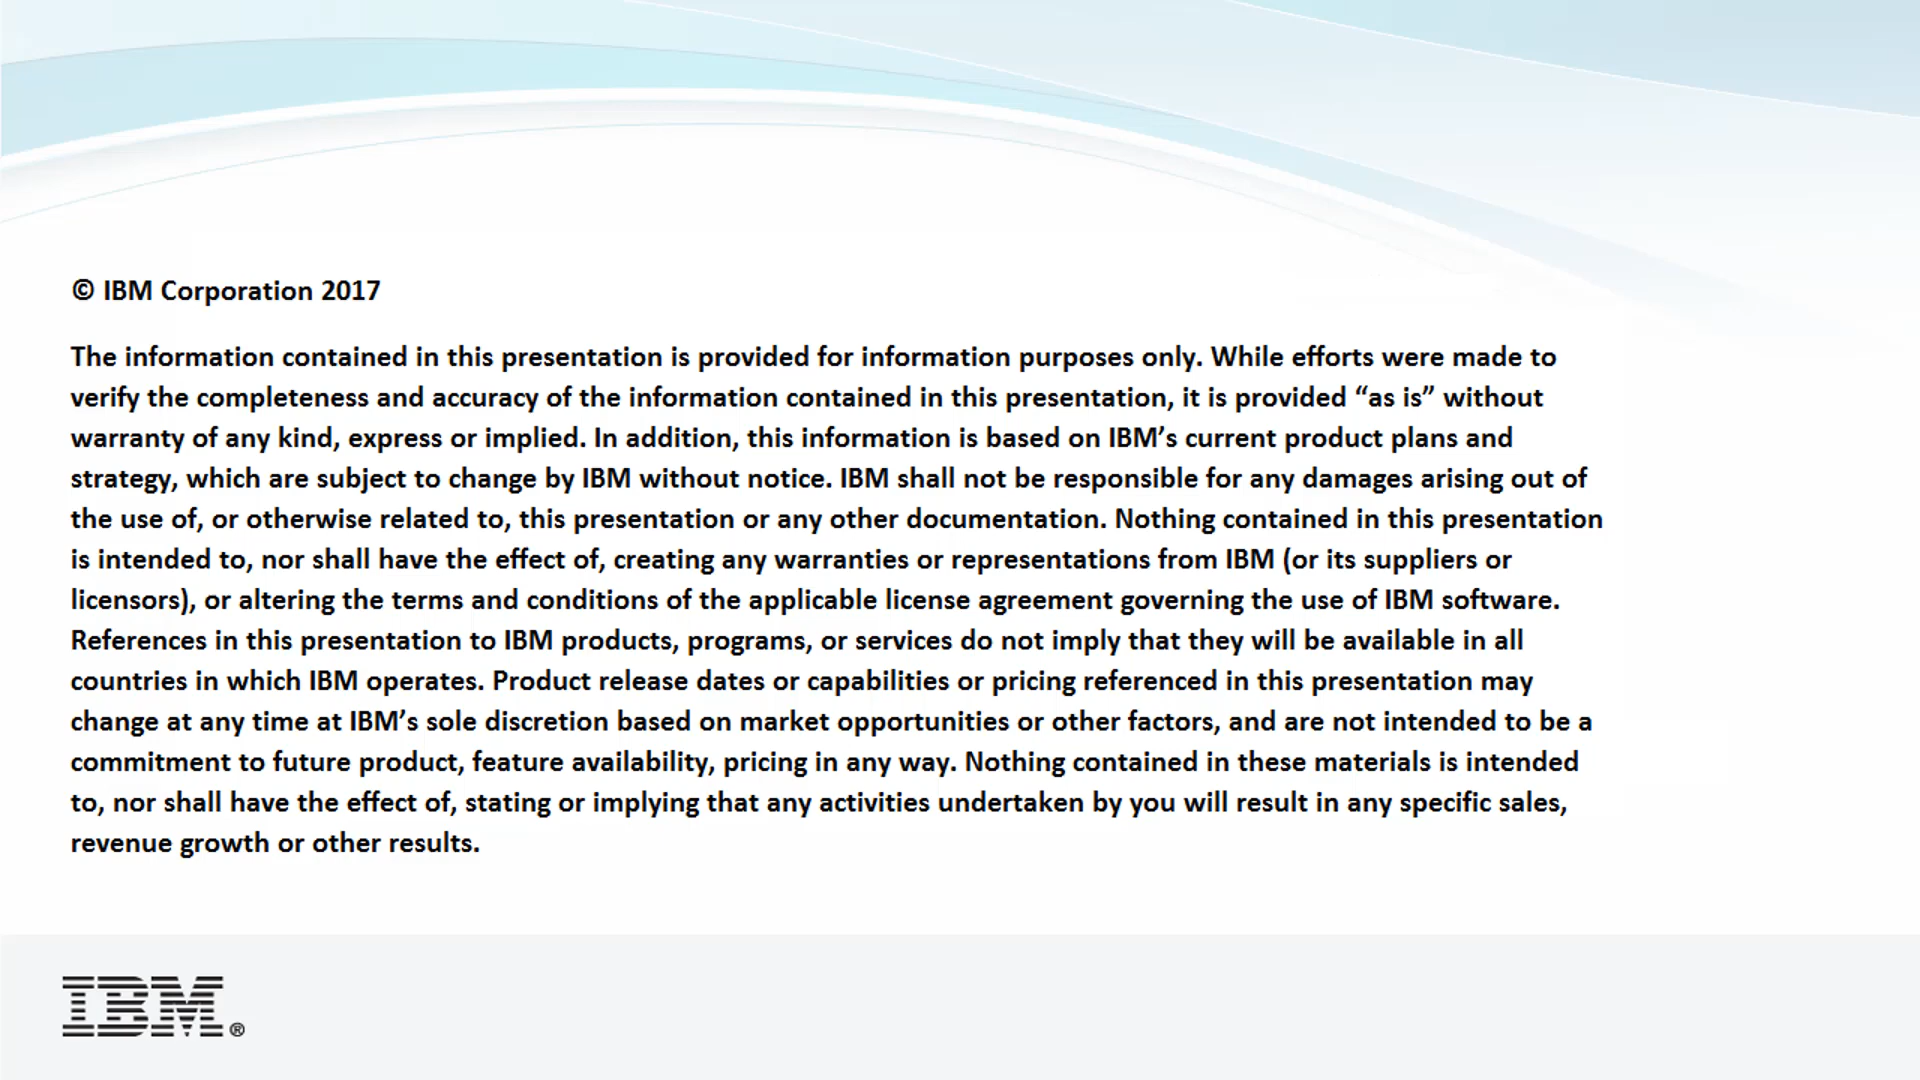 © IBM Corporation 2017
The information contained in this presentation is provided for information purposes only. While efforts were made to
verify the completeness and accuracy of the information contained in this presentation, it is provided “as is” without
warranty of any kind, express or implied. In addition, this information is based on IBM’s current product plans and
strategy, which are subject to change by IBM without notice. IBM shall not be responsible for any damages arising out of
the use of, or otherwise related to, this presentation or any other documentation. Nothing contained in this presentation
is intended to, nor shall have the effect of, creating any warranties or representations from IBM (or its suppliers or
licensors), or altering the terms and conditions of the applicable license agreement governing the use of IBM software.
References in this presentation to IBM products, programs, or services do not imply that they will be available in all
countries in which IBM operates. Product release dates or capabilities or pricing referenced in this presentation may
change at any time at IBM’s sole discretion based on market opportunities or other factors, and are not intended to be a
commitment to future product, feature availability, pricing in any way. Nothing contained in these materials is intended
to, nor shall have the effect of, stating or implying that any activities undertaken by you will result in any specific sales,
revenue growth or other results.
IBM®